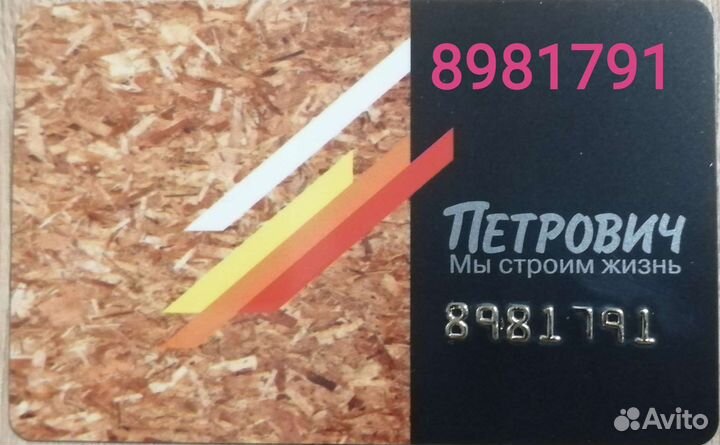 8981791
ПЕТРОВИЧ
Мы строим жизнь
8981791
Avito